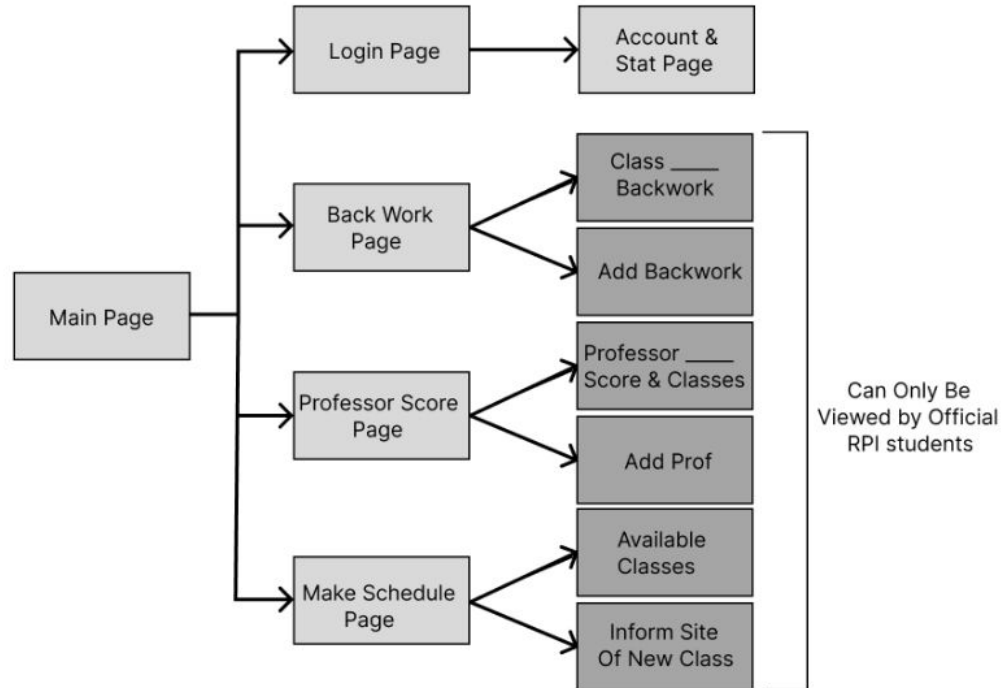 Login Page
Account &
Stat Page
Class ____
Backwork
Back Work
Page
Add Backwork
Main Page
Professor ____
Score & Classes
Professor Score
Page
Add Prof
Can Only Be
Viewed by Official
RPI students
Available
Classes
Make Schedule
Page
Inform Site
Of New Class